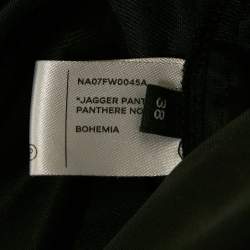 NA07FW0045A
"JAGGER PANT
PANTHERE NO
BOHEMIA
38